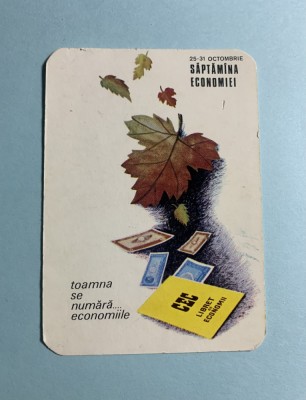 25-31 OCTOMBRIE
SĂPTĂMÎNA
ECONOMIEI
toamna
se
numără....
economiile
CEC
LIBRET
DE
ECONOMII